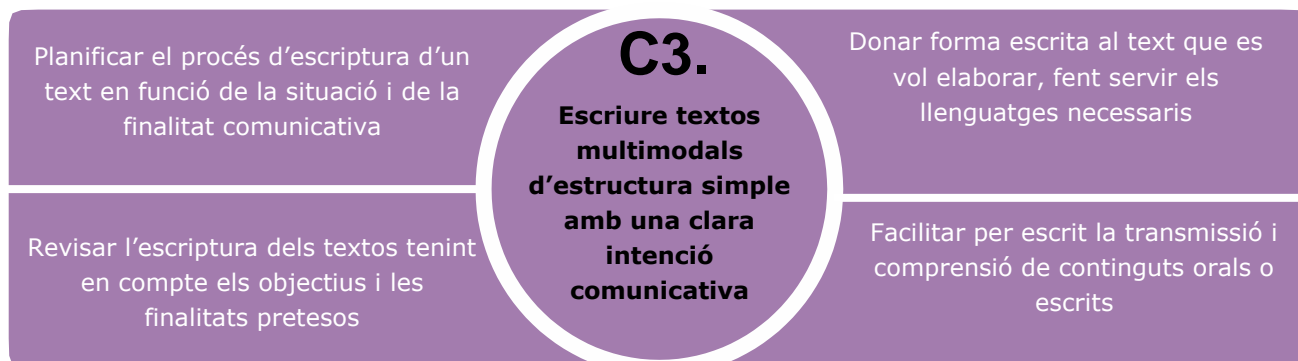 Planificar el procés d’escriptura d’un
text en funció de la situació i de la
finalitat comunicativa
C3.
Escriure textos
multimodals
d’estructura simple
amb una clara
intenció
comunicativa
Donar forma escrita al text que es
vol elaborar, fent servir els
llenguatges necessaris
Revisar l’escriptura dels textos tenint
en compte els objectius i les
finalitats pretesos
Facilitar per escrit la transmissió i
comprensió de continguts orals o
escrits